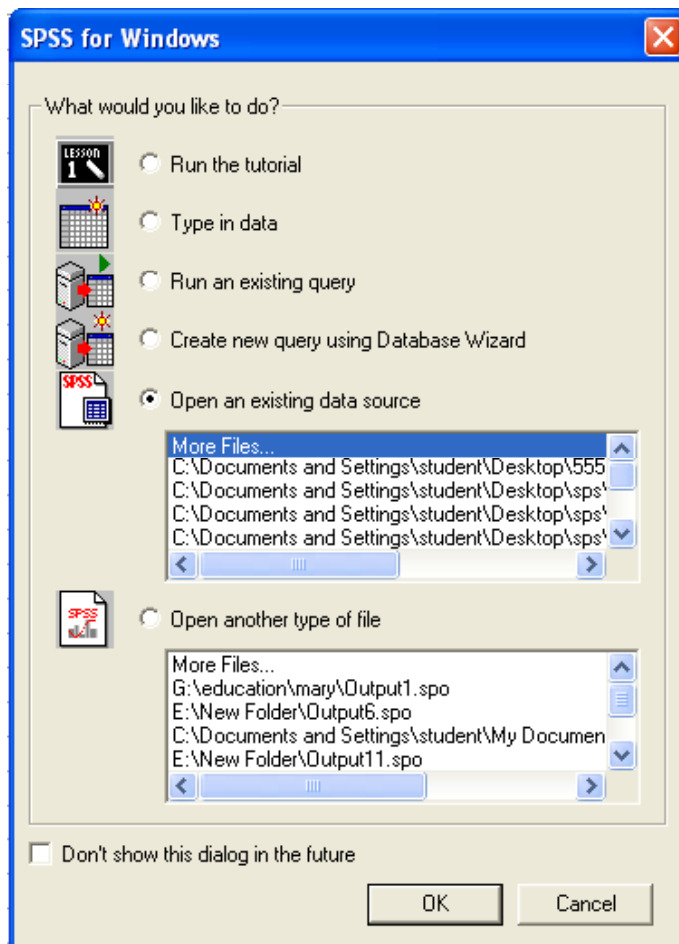 SPSS for Windows
What would you like to do?
LESSON
1
Run the tutorial
Type in data
Run an existing query
Create new query using Database Wizard
SPSS
Open an existing data source
More Files...
C:\Documents and Settings\student\Desktop\555
C:\Documents and Settings\student\Desktop\sps\
C:\Documents and Settings\student\Desktop\sps\
C:\Documents and Settings\student\Desktop\sps\
SPSS
Open another type of file
More Files...
G:\education\mary\Output1.spo
E:\New Folder\Output6.spo
C:\Documents and Settings\student\My Documen
E:\New Folder\Output11.spo
Don't show this dialog in the future
OK
Cancel